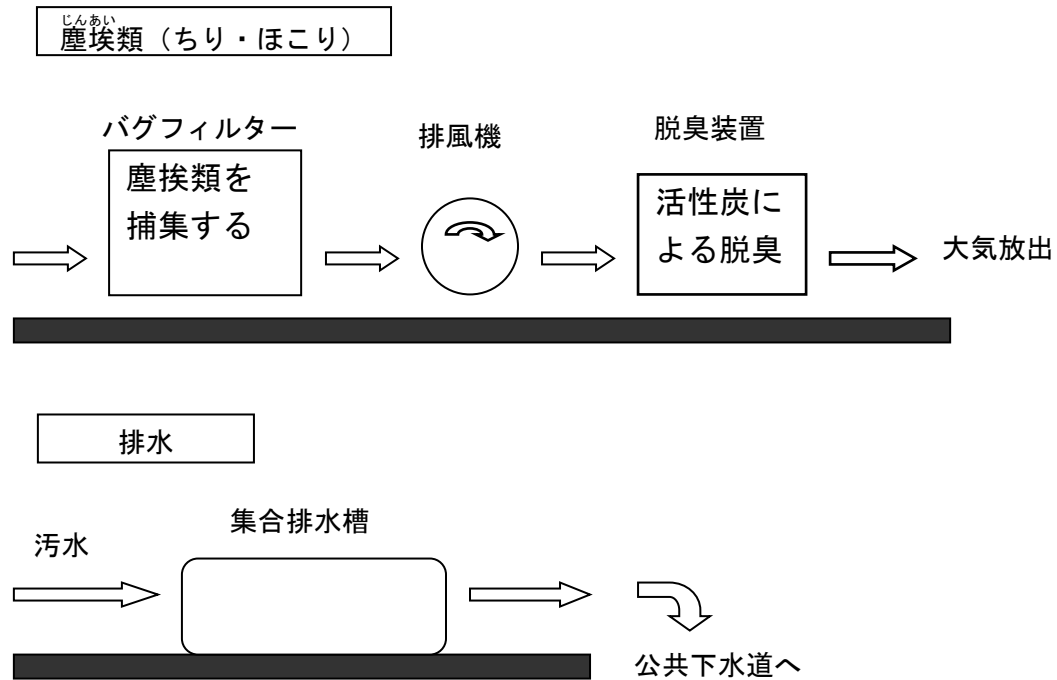 じんあい
塵埃類（ちり・ほこり）
バグフィルター
排風機
脱臭装置
塵挨類を
捕集する
活性炭に
よる脱臭
大気放出
排水
集合排水槽
汚水
公共下水道へ